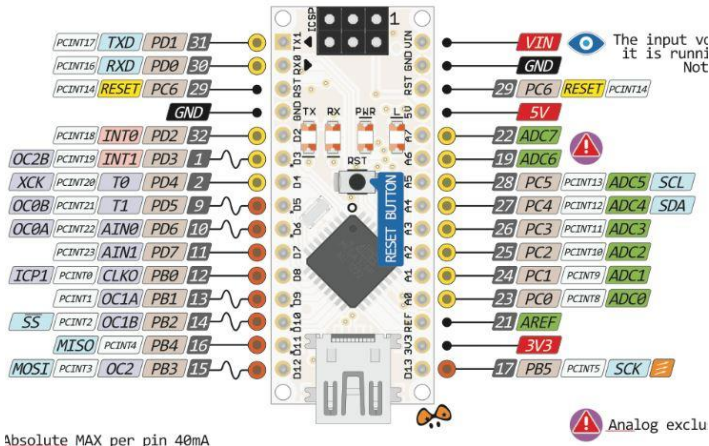 ICSP 1
PCINT17 TXD PD1 31 TX1 VIN VIN The input vo
it is runni
Not
PCINT16 RXD PD0 30 RX0 GND GND
PCINT14 RESET PC6 29 RST RST 29 PC6 RESET PCINT14
GND GND 5V 5V
TX RX PWR L
PCINT18 INT0 PD2 32 D2 A7 22 ADC7
OC2B PCINT19 INT1 PD3 1 D3 A6 19 ADC6
RST
XCK PCINT20 T0 PD4 2 D4 A5 28 PC5 PCINT13 ADC5 SCL
RESET BUTTON
OC0B PCINT21 T1 PD5 9 D5 A4 27 PC4 PCINT12 ADC4 SDA
OC0A PCINT22 AIN0 PD6 10 D6 A3 26 PC3 PCINT11 ADC3
PCINT23 AIN1 PD7 11 D7 A2 25 PC2 PCINT10 ADC2
ICP1 PCINT0 CLKO PB0 12 D8 A1 24 PC1 PCINT9 ADC1
PCINT1 OC1A PB1 13 D9 A0 23 PC0 PCINT8 ADC0
SS PCINT2 OC1B PB2 14 D10 REF 21 AREF
MISO PCINT4 PB4 16 D11 3V3 3V3
MOSI PCINT3 OC2 PB3 15 D12 D13 17 PB5 PCINT5 SCK
Analog exclu
Absolute MAX per pin 40mA